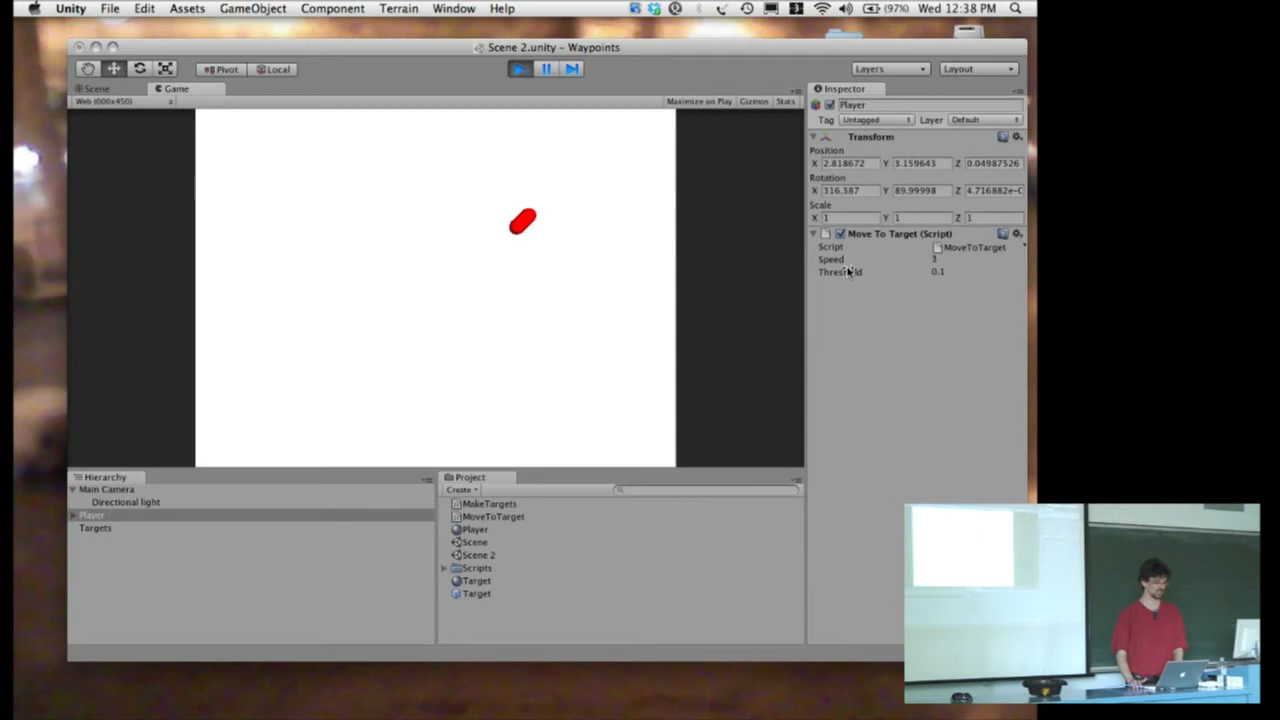 Unity File Edit Assets GameObject Component Terrain Window Help (97%) Wed 12:38 PM
Scene 2.unity – Waypoints
Pivot Local Layers Layout
Scene Game
Web (600x450) Maximize on Play Gizmos Stats
Inspector
Player
Tag Untagged Layer Default
Transform
Position
X 2.818672 Y 3.159643 Z 0.04987526
Rotation
X 316.387 Y 89.99998 Z 4.716882e-0
Scale
X 1 Y 1 Z 1
Move To Target (Script)
Script MoveToTarget
Speed 3
Threshold 0.1
Hierarchy
Main Camera
Directional light
Player
Targets
Project
Create
MakeTargets
MoveToTarget
Player
Scene
Scene 2
Scripts
Target
Target